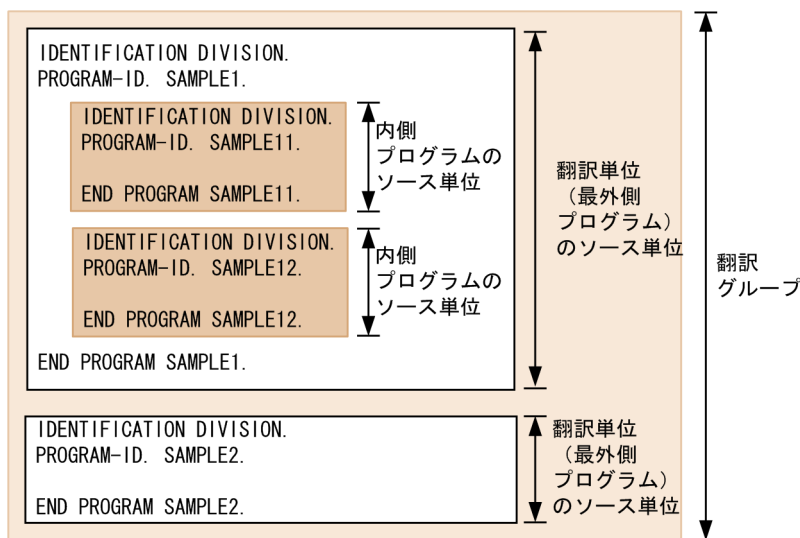 IDENTIFICATION DIVISION.
PROGRAM-ID. SAMPLE1.
IDENTIFICATION DIVISION.
PROGRAM-ID. SAMPLE11.
END PROGRAM SAMPLE11.
内側
プログラムの
ソース単位
IDENTIFICATION DIVISION.
PROGRAM-ID. SAMPLE12.
END PROGRAM SAMPLE12.
内側
プログラムの
ソース単位
END PROGRAM SAMPLE1.
翻訳単位
(最外側
プログラム)
のソース単位
IDENTIFICATION DIVISION.
PROGRAM-ID. SAMPLE2.
END PROGRAM SAMPLE2.
翻訳単位
(最外側
プログラム)
のソース単位
翻訳
グループ